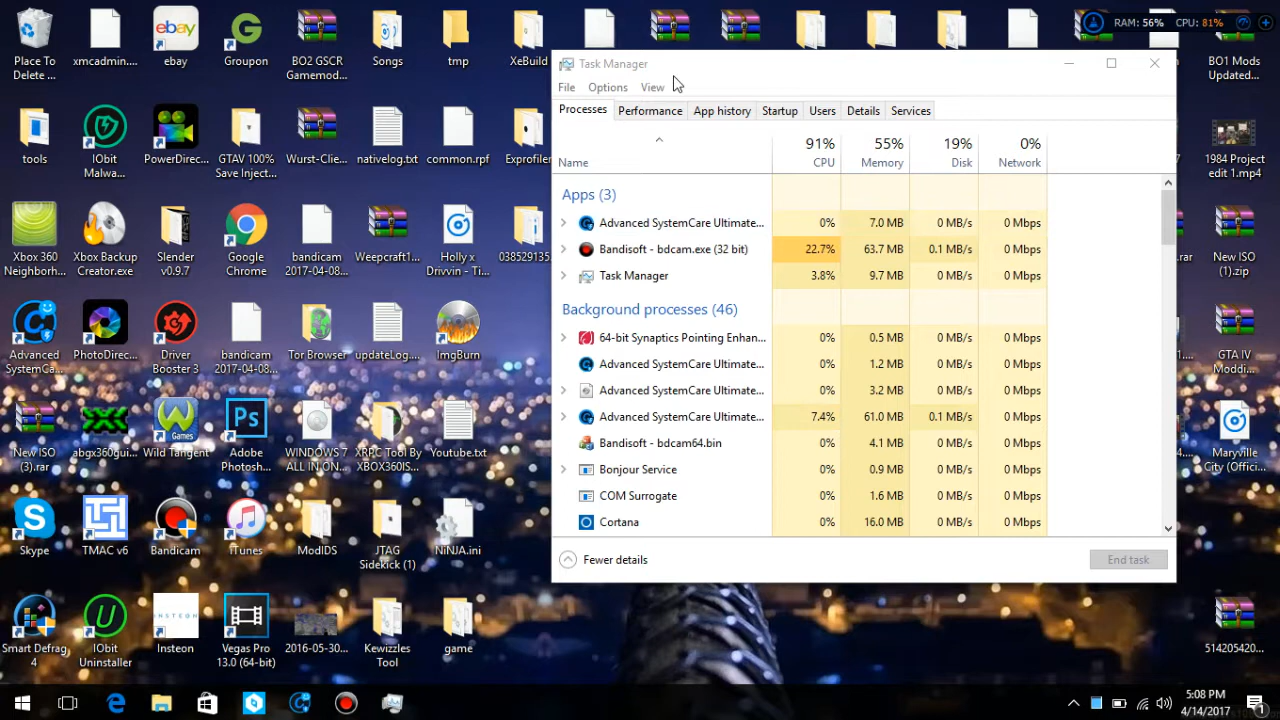 Place To
Delete ...
xmcadmin...
ebay
ebay
Groupon
BO2 GSCR
Gamemod...
Songs
tmp
XeBuild
RAM: 56%
CPU: 81%
BO1 Mods
Updated...
tools
IObit
Malwa...
PowerDirec...
GTAV 100%
Save Inject...
Wurst-Clie...
nativelog.txt
common.rpf
Exprofiler
1984 Project
edit 1.mp4
Xbox 360
Neighborh...
Xbox Backup
Creator.exe
Slender
v0.9.7
Google
Chrome
bandicam
2017-04-08...
Weepcraft1...
Holly x
Drivvin - Ti...
038529135...
.rar
New ISO
(1).zip
Advanced
SystemCa...
PhotoDirec...
Driver
Booster 3
bandicam
2017-04-08...
Tor Browser
updateLog....
ImgBurn
GTA IV
Moddi...
New ISO
(3).rar
abgx360gui...
Games
Wild Tangent
Ps
Adobe
Photosh...
WINDOWS 7
ALL IN ON...
XRPC Tool By
XBOX360IS...
Youtube.txt
Maryville
City (Offici...
Skype
TMAC v6
Bandicam
iTunes
ModIDS
JTAG
Sidekick (1)
NiNJA.ini
Smart Defrag
4
IObit
Uninstaller
INSTEON
Insteon
Vegas Pro
13.0 (64-bit)
2016-05-30...
Kewizzles
Tool
game
514205420...
Task Manager
File
Options
View
Processes
Performance
App history
Startup
Users
Details
Services
91%
55%
19%
0%
Name
CPU
Memory
Disk
Network
Apps (3)
Advanced SystemCare Ultimate... 0% 7.0 MB 0 MB/s 0 Mbps
Bandisoft - bdcam.exe (32 bit) 22.7% 63.7 MB 0.1 MB/s 0 Mbps
Task Manager 3.8% 9.7 MB 0 MB/s 0 Mbps
Background processes (46)
64-bit Synaptics Pointing Enhan... 0% 0.5 MB 0 MB/s 0 Mbps
Advanced SystemCare Ultimate... 0% 1.2 MB 0 MB/s 0 Mbps
Advanced SystemCare Ultimate... 0% 3.2 MB 0 MB/s 0 Mbps
Advanced SystemCare Ultimate... 7.4% 61.0 MB 0.1 MB/s 0 Mbps
Bandisoft - bdcam64.bin 0% 4.1 MB 0 MB/s 0 Mbps
Bonjour Service 0% 0.9 MB 0 MB/s 0 Mbps
COM Surrogate 0% 1.6 MB 0 MB/s 0 Mbps
Cortana 0% 16.0 MB 0 MB/s 0 Mbps
Fewer details
End task
5:08 PM
4/14/2017
1